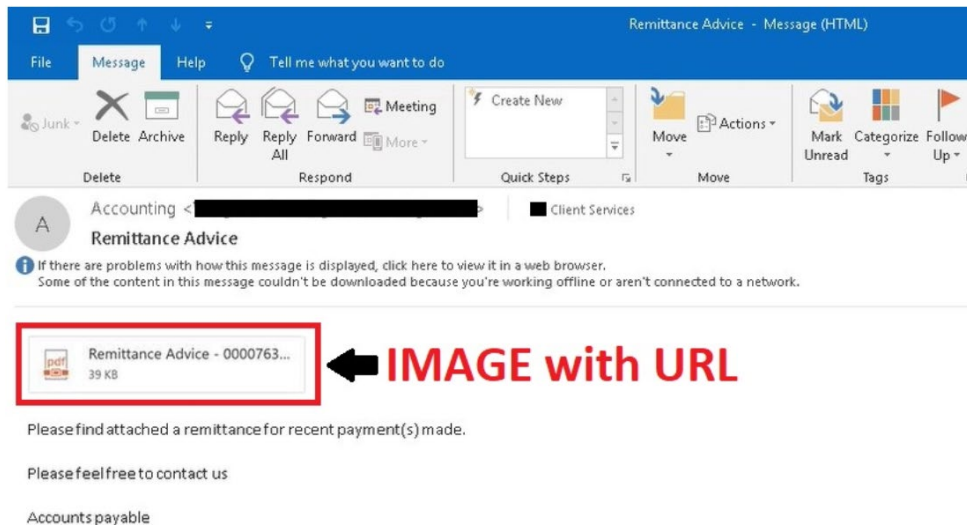 Remittance Advice - Message (HTML)
File Message Help Tell me what you want to do
Junk
Delete Archive
Reply Reply All Forward
Meeting
More
Create New
Move
Actions
Mark Unread
Categorize
Follow Up
Delete Respond Quick Steps Move Tags
A
Accounting < > Client Services
Remittance Advice
If there are problems with how this message is displayed, click here to view it in a web browser.
Some of the content in this message couldn't be downloaded because you're working offline or aren't connected to a network.
pdf
Remittance Advice - 0000763...
39 KB
IMAGE with URL
Please find attached a remittance for recent payment(s) made.
Please feel free to contact us
Accounts payable